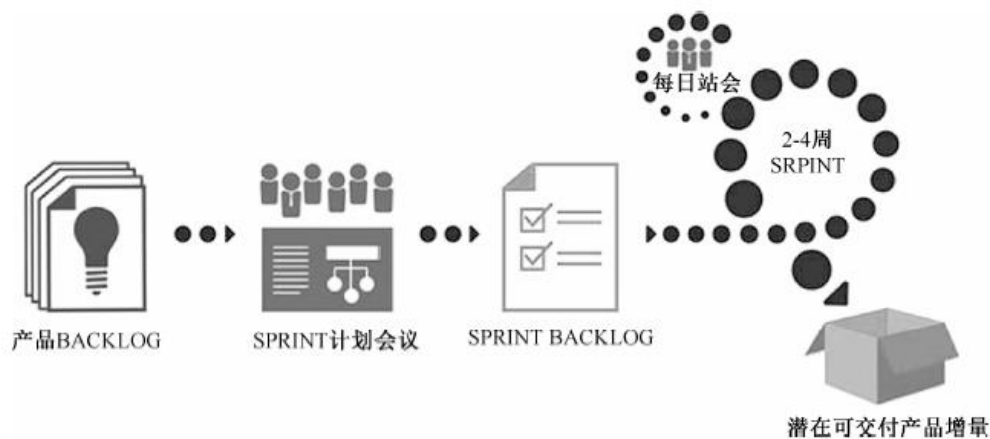 每日站会
2-4周
SRPINT
产品BACKLOG
SPRINT计划会议
SPRINT BACKLOG
潜在可交付产品增量